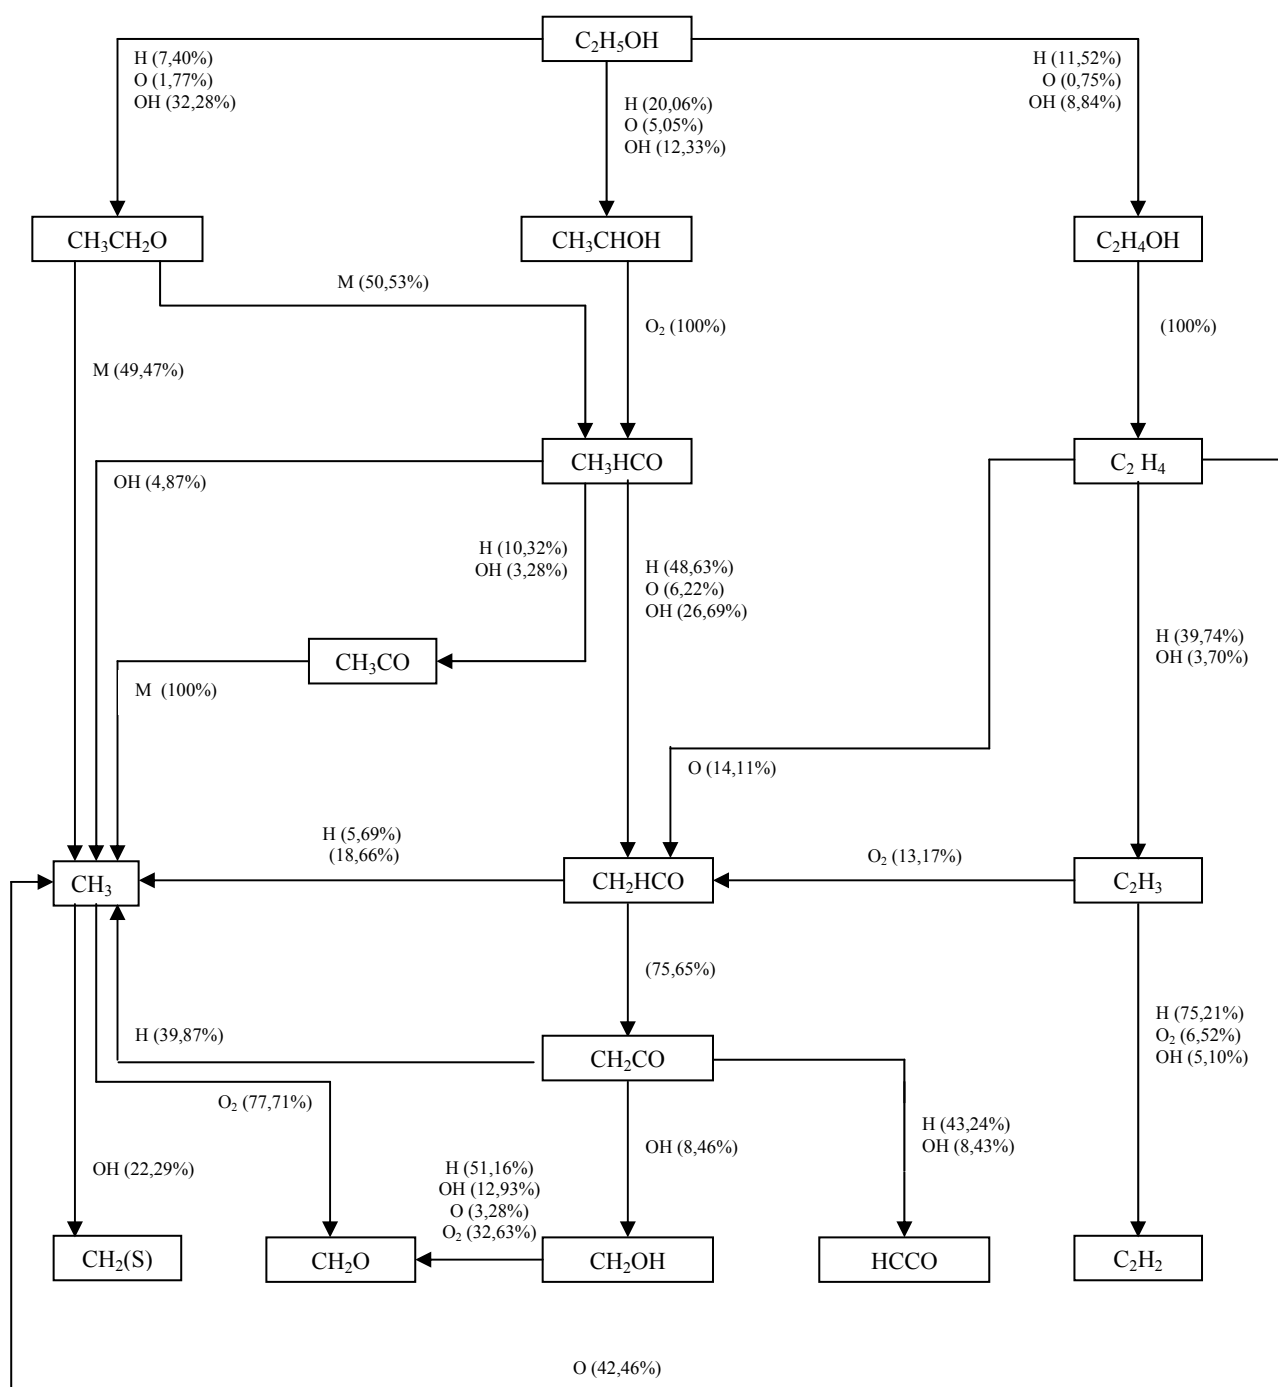 C₂H₅OH
H (7,40%)
O (1,77%)
OH (32,28%)
H (20,06%)
O (5,05%)
OH (12,33%)
H (11,52%)
O (0,75%)
OH (8,84%)
CH₃CH₂O
CH₃CHOH
C₂H₄OH
M (50,53%)
O₂ (100%)
(100%)
M (49,47%)
CH₃HCO
C₂ H₄
OH (4,87%)
H (10,32%)
OH (3,28%)
H (48,63%)
O (6,22%)
OH (26,69%)
H (39,74%)
OH (3,70%)
CH₃CO
M (100%)
O (14,11%)
H (5,69%)
(18,66%)
O₂ (13,17%)
CH₃
CH₂HCO
C₂H₃
(75,65%)
H (75,21%)
O₂ (6,52%)
OH (5,10%)
H (39,87%)
CH₂CO
O₂ (77,71%)
H (43,24%)
OH (8,43%)
OH (8,46%)
OH (22,29%)
H (51,16%)
OH (12,93%)
O (3,28%)
O₂ (32,63%)
CH₂(S)
CH₂O
CH₂OH
HCCO
C₂H₂
O (42,46%)